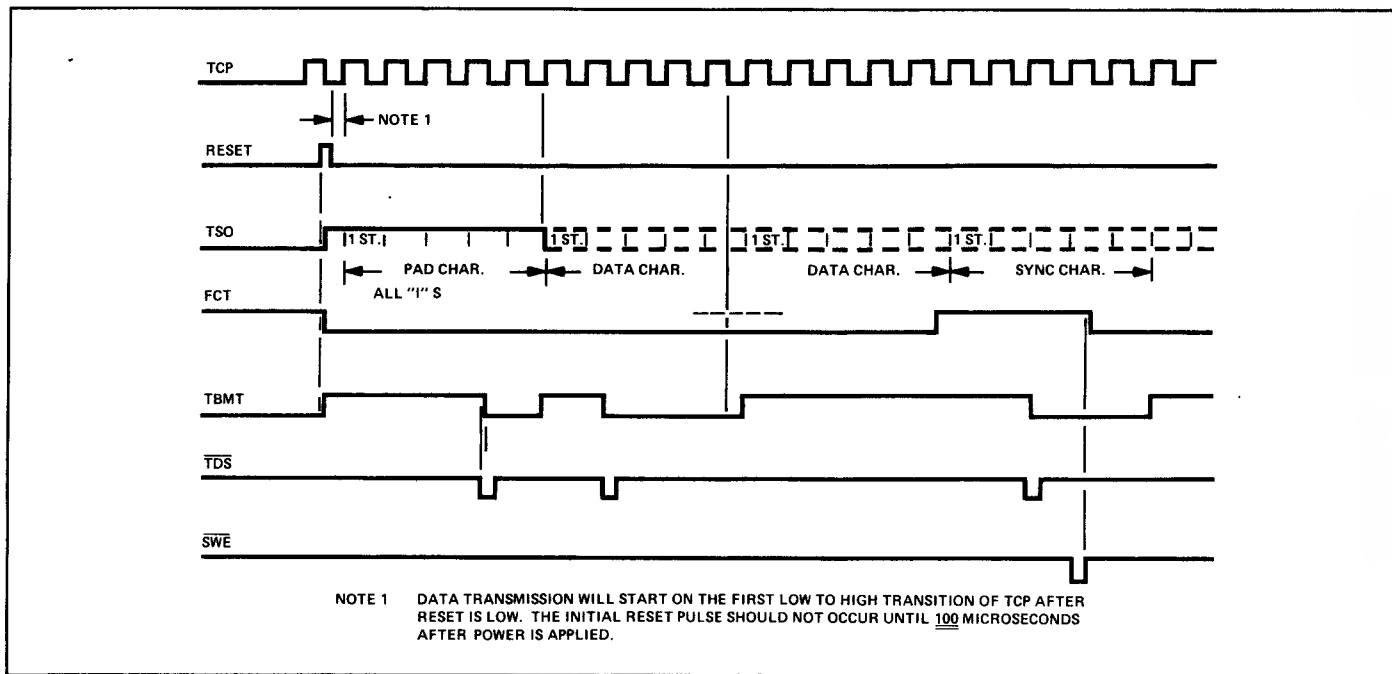 TCP
NOTE 1
RESET
TSO
1 ST.
1 ST.
1 ST.
1 ST.
PAD CHAR.
DATA CHAR.
DATA CHAR.
SYNC CHAR.
ALL "I" S
FCT
TBMT
TDS
SWE
NOTE 1 DATA TRANSMISSION WILL START ON THE FIRST LOW TO HIGH TRANSITION OF TCP AFTER
RESET IS LOW. THE INITIAL RESET PULSE SHOULD NOT OCCUR UNTIL 100 MICROSECONDS
AFTER POWER IS APPLIED.